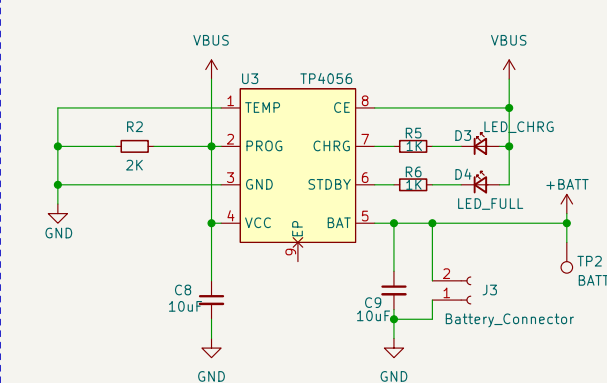 VBUS
VBUS
U3
TP4056
1
TEMP
CE
8
R2
2K
2
PROG
CHRG
7
R5
1K
D3
LED_CHRG
3
GND
STDBY
6
R6
1K
D4
LED_FULL
+BATT
GND
4
VCC
BAT
5
EP
9
TP2
BATT
C8
10uF
C9
10uF
2
1
J3
Battery_Connector
GND
GND